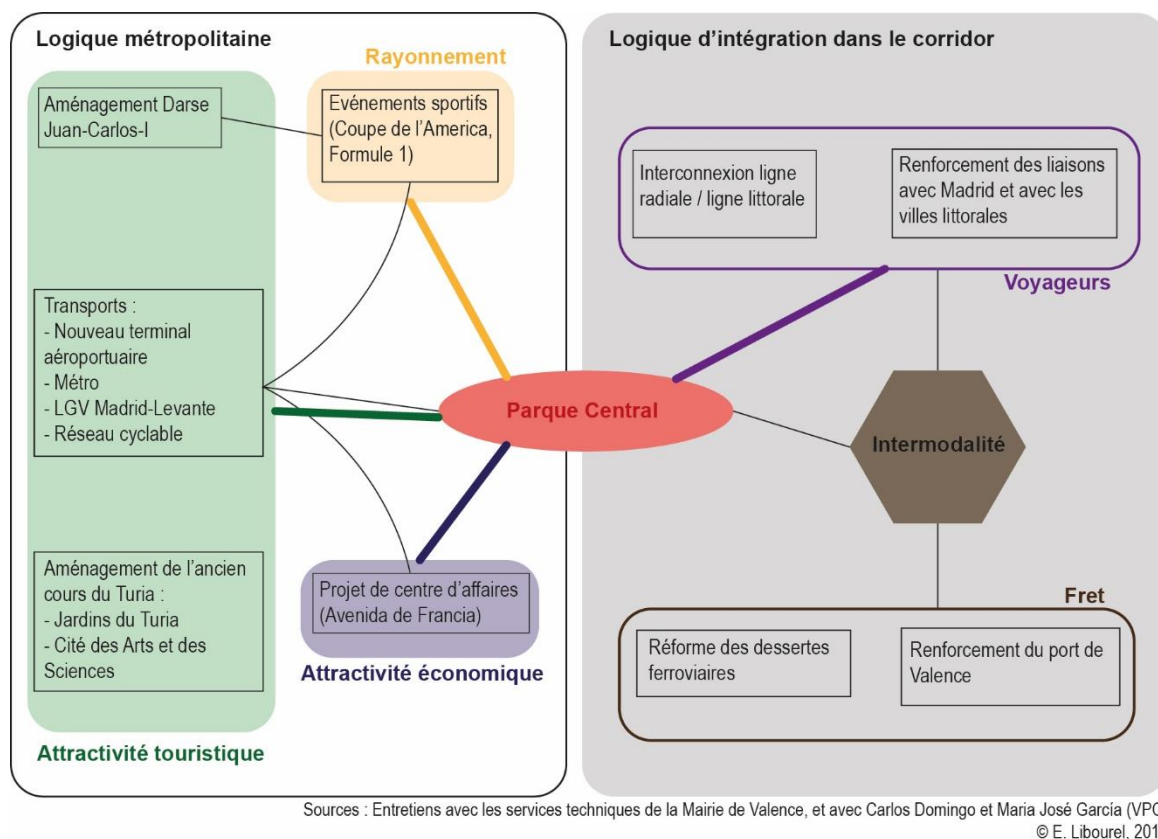 Logique métropolitaine
Rayonnement
Aménagement Darse
Juan-Carlos-I
Evénements sportifs
(Coupe de l'America,
Formule 1)
Transports :
- Nouveau terminal
aéroportuaire
- Métro
- LGV Madrid-Levante
- Réseau cyclable
Aménagement de l'ancien
cours du Turia :
- Jardins du Turia
- Cité des Arts et des
Sciences
Projet de centre d'affaires
(Avenida de Francia)
Attractivité économique
Attractivité touristique
Parque Central
Logique d'intégration dans le corridor
Interconnexion ligne
radiale / ligne littorale
Renforcement des liaisons
avec Madrid et avec les
villes littorales
Voyageurs
Intermodalité
Fret
Réforme des dessertes
ferroviaires
Renforcement du port de
Valence
Sources : Entretiens avec les services techniques de la Mairie de Valence, et avec Carlos Domingo et Maria José García
© E. Libourel,